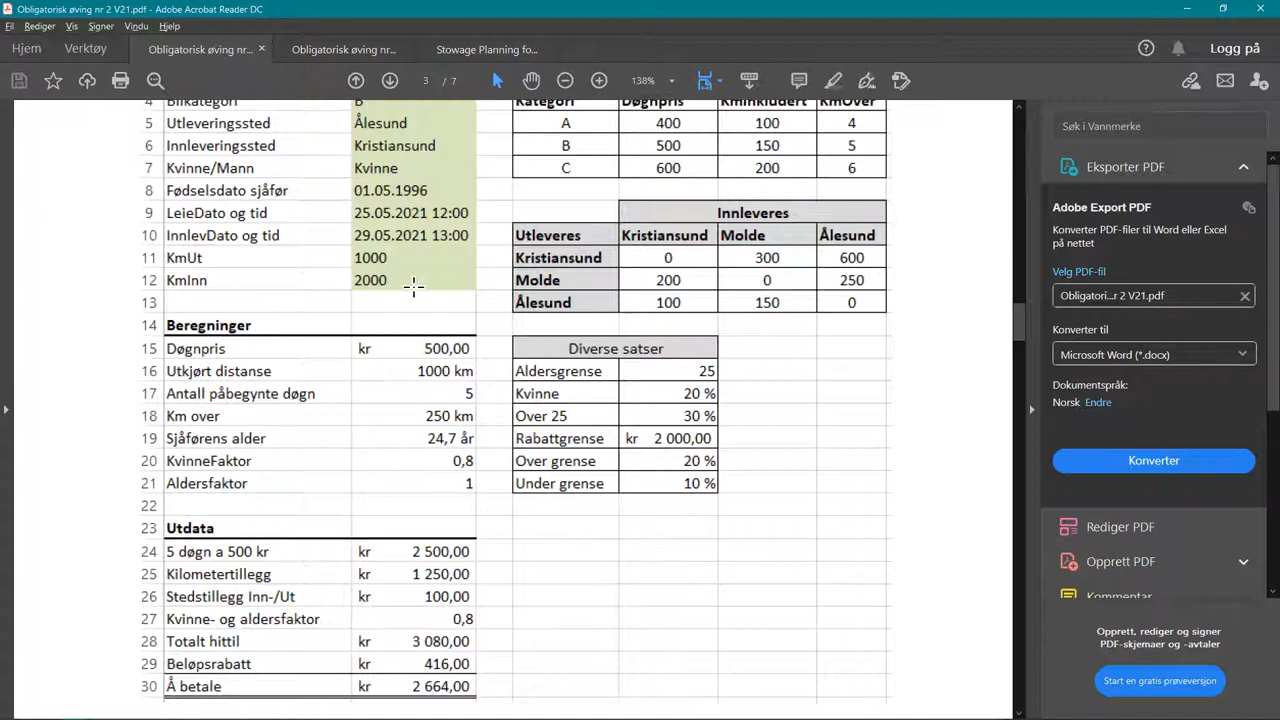 Obligatorisk øving nr 2 V21.pdf - Adobe Acrobat Reader DC
Fil Rediger Vis Signer Vindu Hjelp
Hjem Verktøy Obligatorisk øving nr... × Obligatorisk øving nr... Stowage Planning fo... Logg på
3 / 7 138%
4 Bilkategori B Kategori Døgnpris KmInkludert KmOver
5 Utleveringssted Ålesund A 400 100 4
6 Innleveringssted Kristiansund B 500 150 5
7 Kvinne/Mann Kvinne C 600 200 6
8 Fødselsdato sjåfør 01.05.1996
9 LeieDato og tid 25.05.2021 12:00 Innleveres
10 InnlevDato og tid 29.05.2021 13:00 Utleveres Kristiansund Molde Ålesund
11 KmUt 1000 Kristiansund 0 300 600
12 KmInn 2000 Molde 200 0 250
13 Ålesund 100 150 0
14 Beregninger
15 Døgnpris kr 500,00 Diverse satser
16 Utkjørt distanse 1000 km Aldersgrense 25
17 Antall påbegynte døgn 5 Kvinne 20 %
18 Km over 250 km Over 25 30 %
19 Sjåførens alder 24,7 år Rabattgrense kr 2 000,00
20 KvinneFaktor 0,8 Over grense 20 %
21 Aldersfaktor 1 Under grense 10 %
22
23 Utdata
24 5 døgn a 500 kr kr 2 500,00
25 Kilometertillegg kr 1 250,00
26 Stedstillegg Inn-/Ut kr 100,00
27 Kvinne- og aldersfaktor 0,8
28 Totalt hittil kr 3 080,00
29 Beløpsrabatt kr 416,00
30 Å betale kr 2 664,00
Søk i Vannmerke
Eksporter PDF
Adobe Export PDF
Konverter PDF-filer til Word eller Excel
på nettet
Velg PDF-fil
Obligatori...r 2 V21.pdf ×
Konverter til
Microsoft Word (*.docx)
Dokumentspråk:
Norsk Endre
Konverter
Rediger PDF
Opprett PDF
Kommentar
Opprett, rediger og signer
PDF-skjemaer og -avtaler
Start en gratis prøveversjon